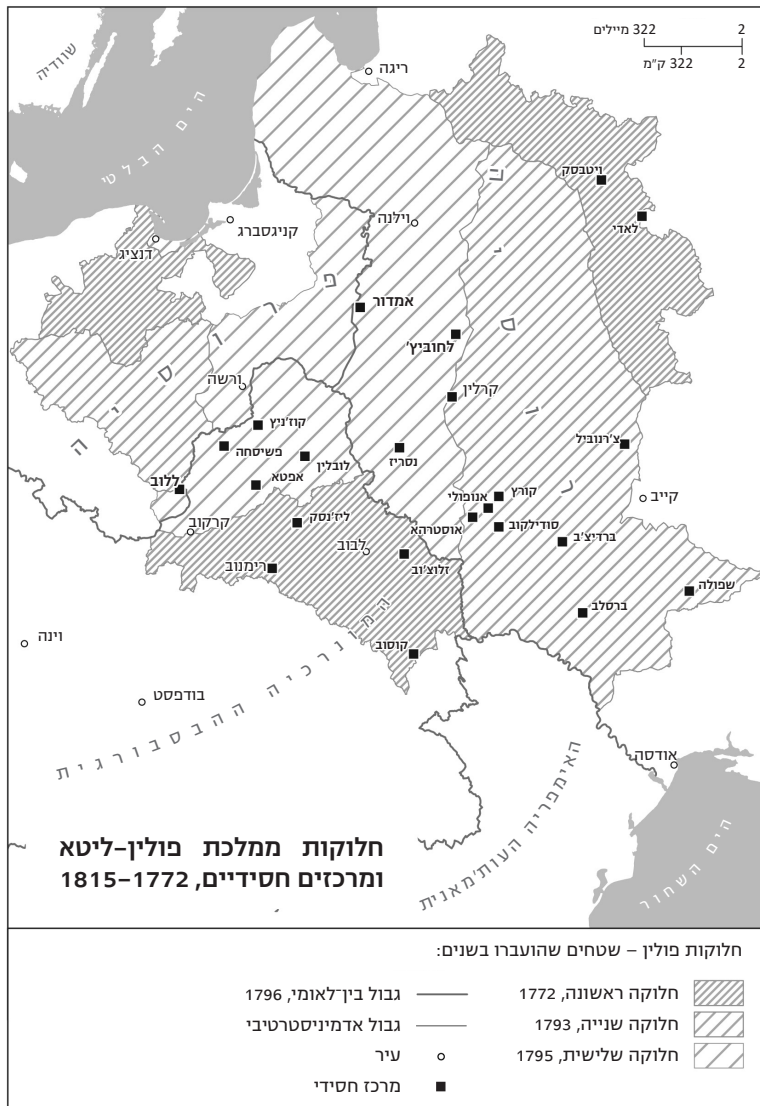 2 322 מיילים
2 322 ק"מ
שוודיה
ריגה
הים הבלטי
ויטבסק
לאדי
וילנה
קניגסברג
דנציג
אמדור
לחוביץ'
קרלין
פרוסיה
רוסיה
ורשה
קוז'ניץ
פשיסחה
לובלין
נסחיז
צ'רנוביל
ללוב
אפטא
קורץ
אנופולי
קייב
קרקוב
ליז'נסק
אוסטרהא
סודילקוב
לבוב
ברדיצ'ב
רימנוב
זלוצ'וב
שפולה
ברסלב
וינה
קוסוב
בודפסט
המונרכיה ההבסבורגית
אודסה
האימפריה העות'מאנית
הים השחור
חלוקות ממלכת פולין–ליטא
ומרכזים חסידיים, 1772–1815
חלוקות פולין – שטחים שהועברו בשנים:
חלוקה ראשונה, 1772
חלוקה שנייה, 1793
חלוקה שלישית, 1795
גבול בין־לאומי, 1796
גבול אדמיניסטרטיבי
עיר
מרכז חסידי